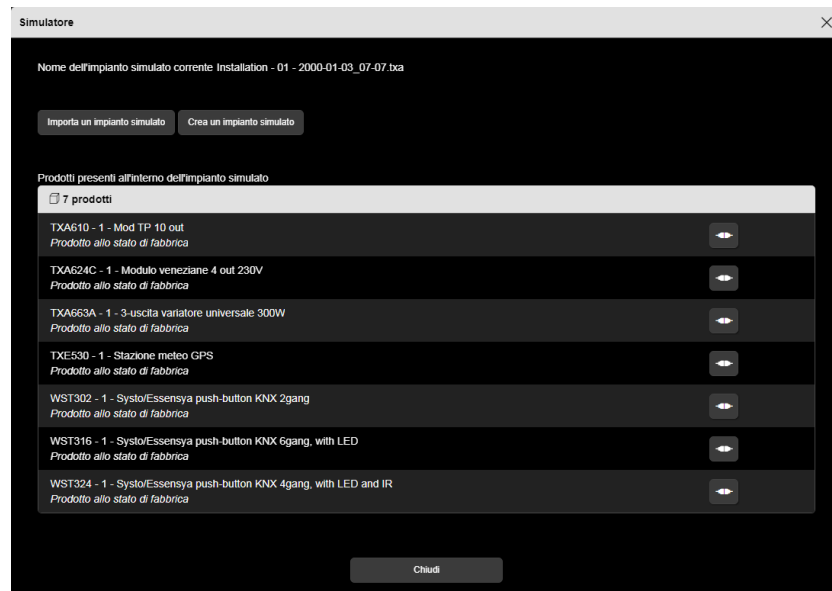 Simulatore
Nome dell'impianto simulato corrente Installation - 01 - 2000-01-03_07-07.txa
Importa un impianto simulato
Crea un impianto simulato
Prodotti presenti all'interno dell'impianto simulato
7 prodotti
TXA610 - 1 - Mod TP 10 out
Prodotto allo stato di fabbrica
TXA624C - 1 - Modulo veneziane 4 out 230V
Prodotto allo stato di fabbrica
TXA663A - 1 - 3-uscita variatore universale 300W
Prodotto allo stato di fabbrica
TXE530 - 1 - Stazione meteo GPS
Prodotto allo stato di fabbrica
WST302 - 1 - Systo/Essensya push-button KNX 2gang
Prodotto allo stato di fabbrica
WST316 - 1 - Systo/Essensya push-button KNX 6gang, with LED
Prodotto allo stato di fabbrica
WST324 - 1 - Systo/Essensya push-button KNX 4gang, with LED and IR
Prodotto allo stato di fabbrica
Chiudi